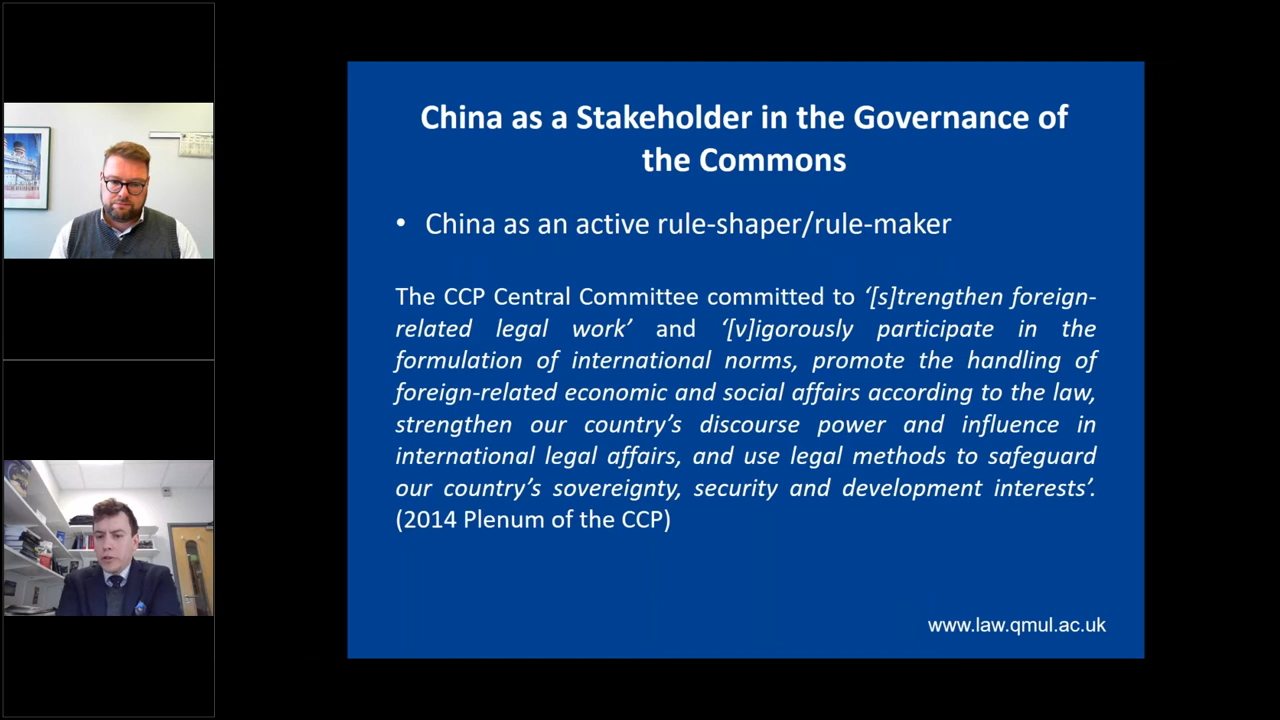 China as a Stakeholder in the Governance of
the Commons
• China as an active rule-shaper/rule-maker
The CCP Central Committee committed to ‘[s]trengthen foreign-
related legal work’ and ‘[v]igorously participate in the
formulation of international norms, promote the handling of
foreign-related economic and social affairs according to the law,
strengthen our country’s discourse power and influence in
international legal affairs, and use legal methods to safeguard
our country’s sovereignty, security and development interests’.
(2014 Plenum of the CCP)
www.law.qmul.ac.uk